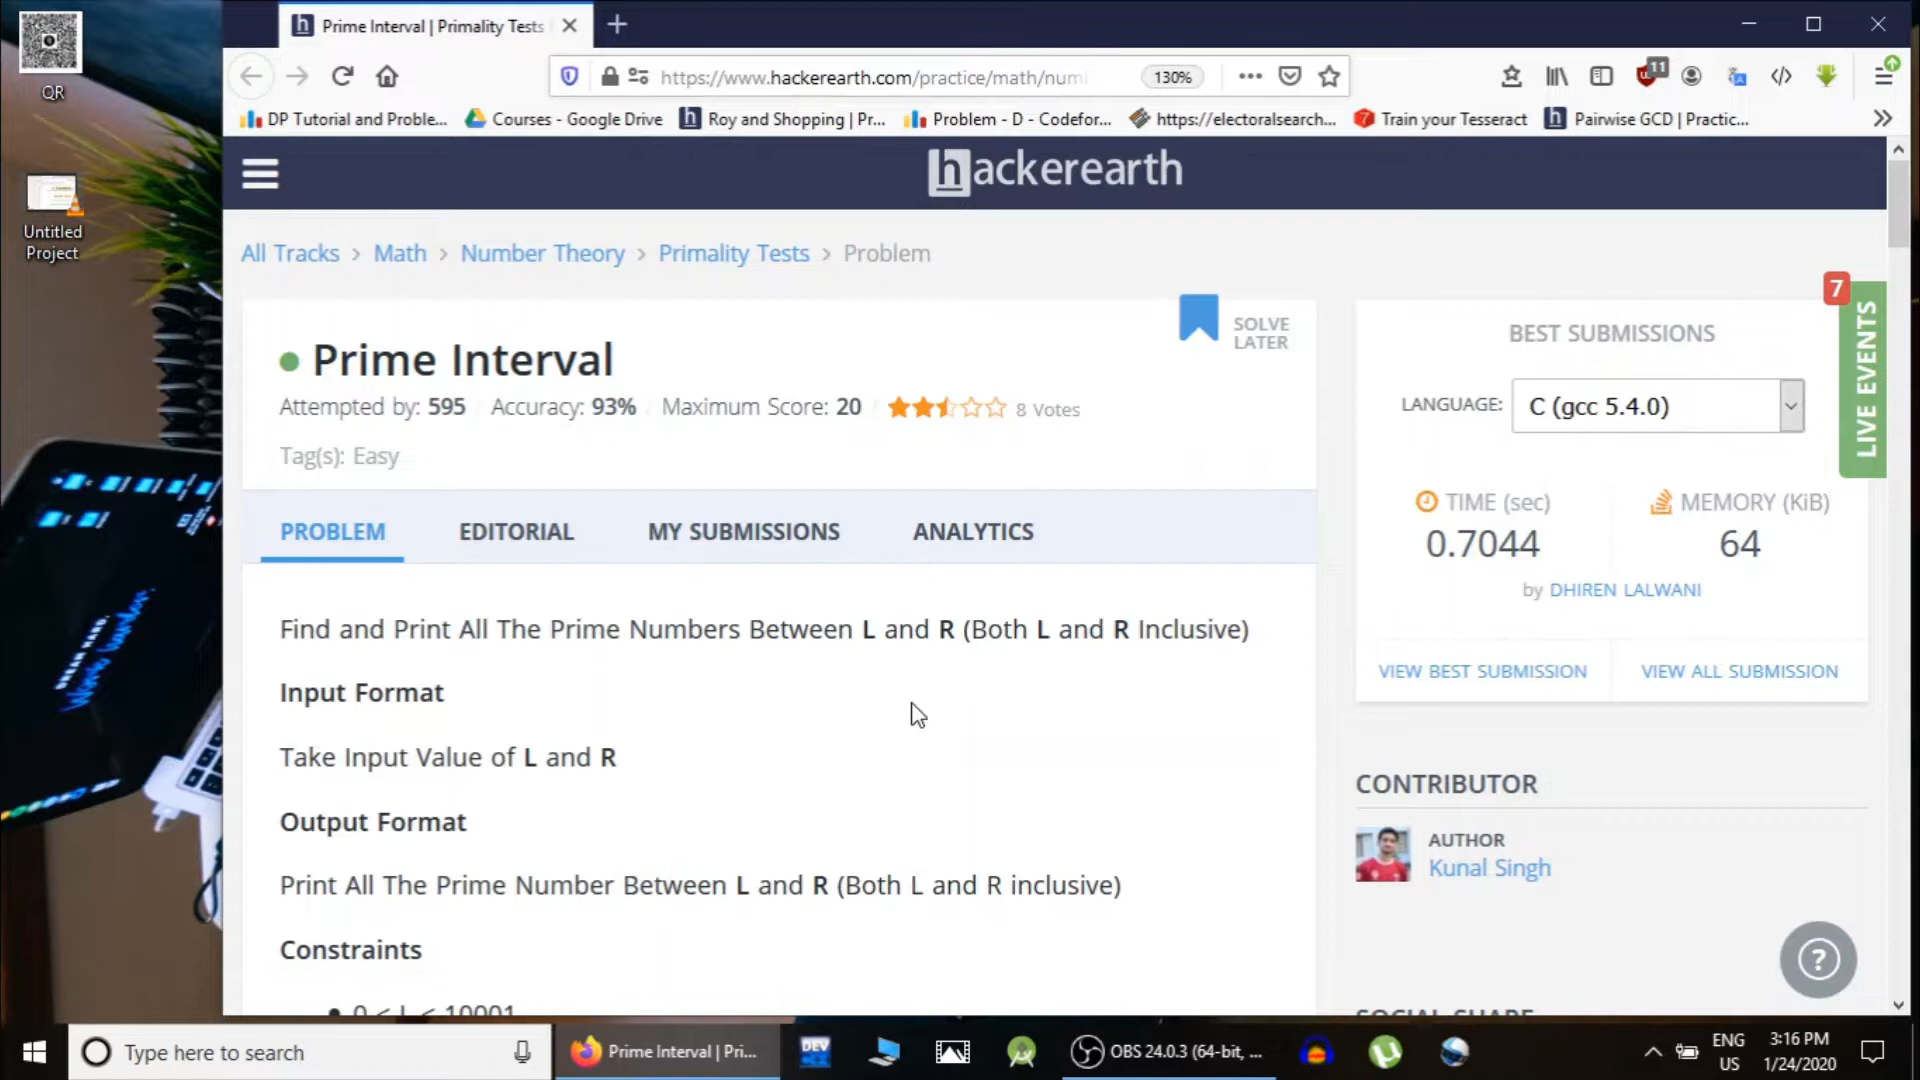 Prime Interval | Primality Tests
https://www.hackerearth.com/practice/math/num
130%
11
DP Tutorial and Proble...
Courses - Google Drive
Roy and Shopping | Pr...
Problem - D - Codefor...
https://electoralsearch...
Train your Tesseract
Pairwise GCD | Practic...
QR
Untitled
Project
hackerearth
All Tracks > Math > Number Theory > Primality Tests > Problem
Prime Interval
SOLVE
LATER
Attempted by: 595 / Accuracy: 93% / Maximum Score: 20 / 8 Votes
Tag(s): Easy
PROBLEM
EDITORIAL
MY SUBMISSIONS
ANALYTICS
Find and Print All The Prime Numbers Between L and R (Both L and R Inclusive)
Input Format
Take Input Value of L and R
Output Format
Print All The Prime Number Between L and R (Both L and R inclusive)
Constraints
7
LIVE EVENTS
BEST SUBMISSIONS
LANGUAGE:
C (gcc 5.4.0)
TIME (sec)
0.7044
MEMORY (KiB)
64
by DHIREN LALWANI
VIEW BEST SUBMISSION
VIEW ALL SUBMISSION
CONTRIBUTOR
AUTHOR
Kunal Singh
SOCIAL SHARE
?
Type here to search
Prime Interval | Pri...
DEV
OBS 24.0.3 (64-bit, ...
ENG
US
3:16 PM
1/24/2020